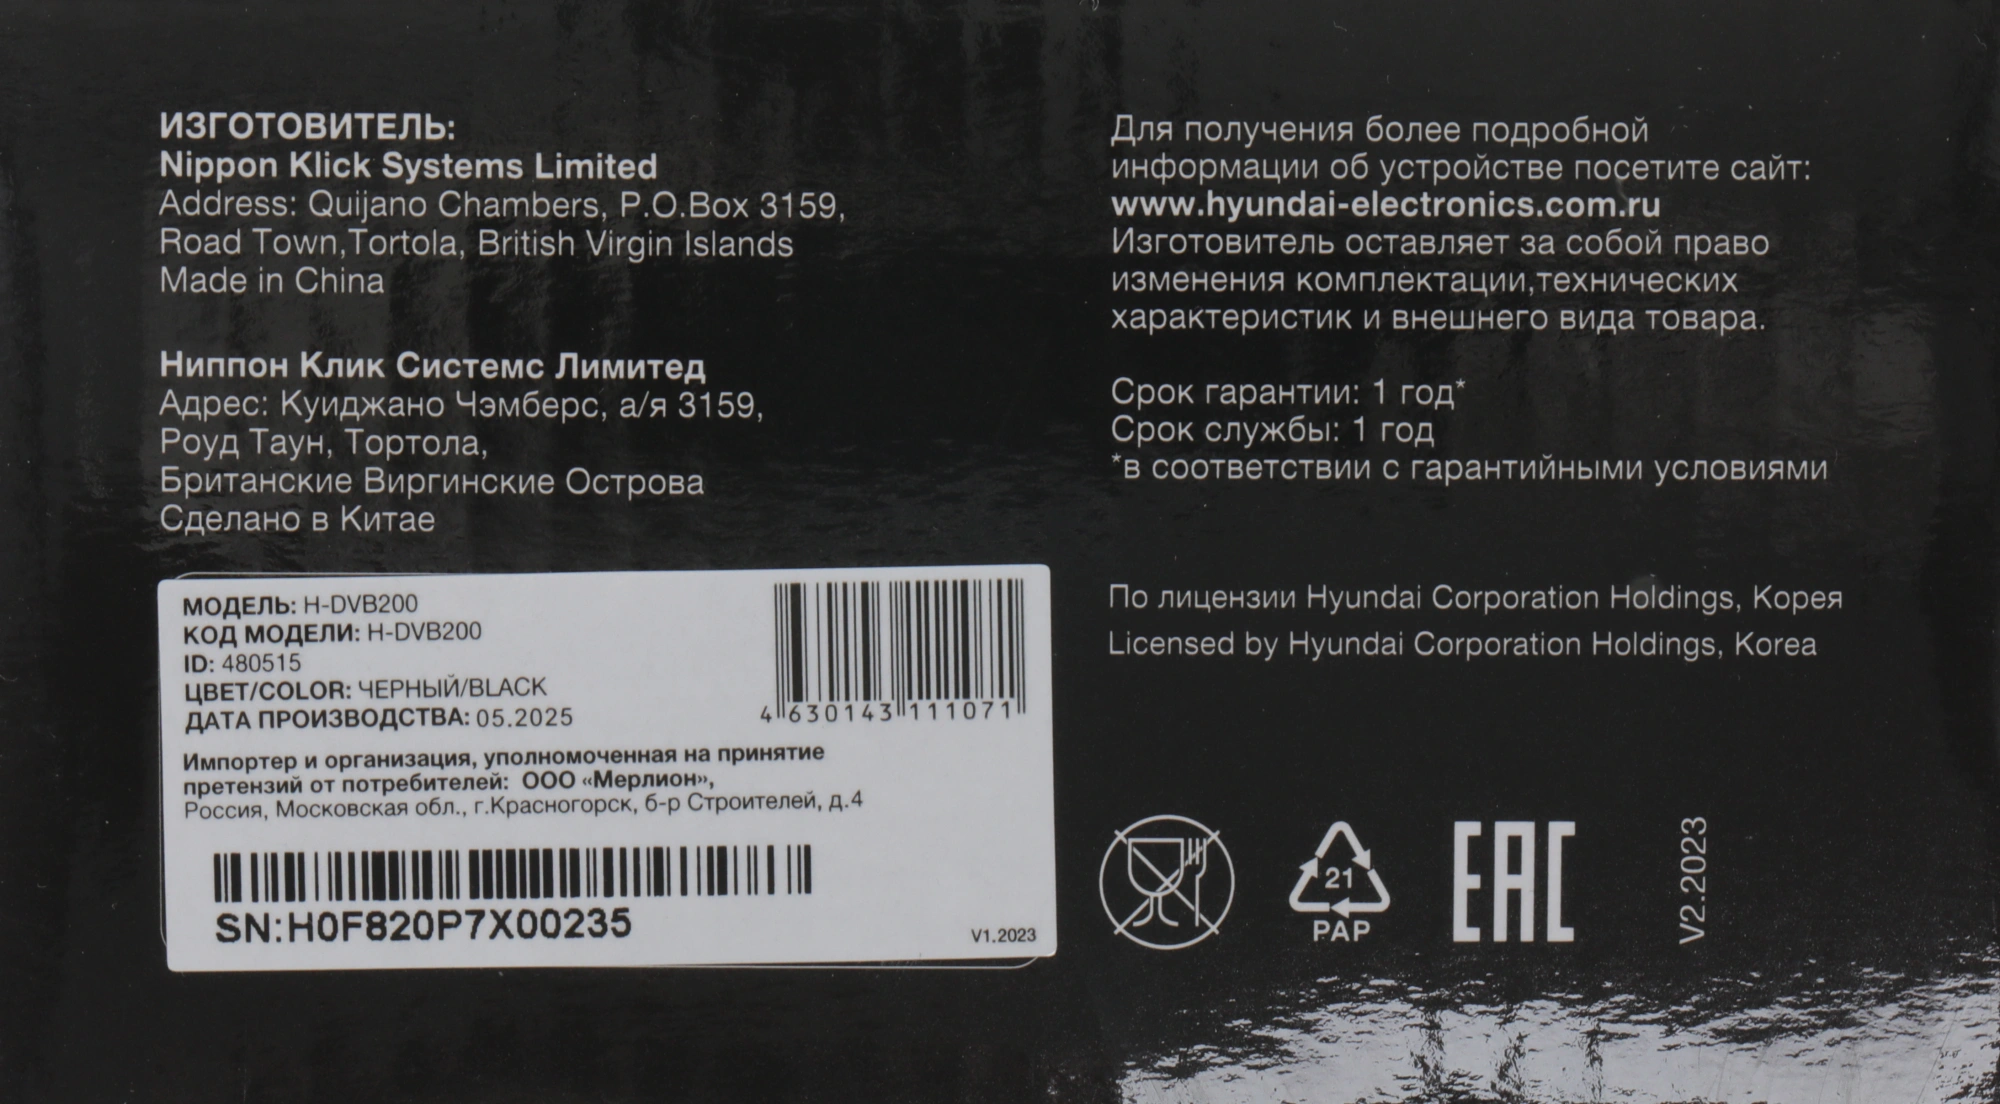 ИЗГОТОВИТЕЛЬ:
Nippon Klick Systems Limited
Address: Quijano Chambers, P.O.Box 3159,
Road Town,Tortola, British Virgin Islands
Made in China
Ниппон Клик Системс Лимитед
Адрес: Куиджано Чэмберс, а/я 3159,
Роуд Таун, Тортола,
Британские Виргинские Острова
Сделано в Китае
МОДЕЛЬ: H-DVB200
КОД МОДЕЛИ: H-DVB200
ID: 480515
ЦВЕТ/COLOR: ЧЕРНЫЙ/BLACK
ДАТА ПРОИЗВОДСТВА: 05.2025
4 630143 111071
Импортер и организация, уполномоченная на принятие
претензий от потребителей: ООО «Мерлион»,
Россия, Московская обл., г.Красногорск, б-р Строителей, д.4
SN:H0F820P7X00235
V1.2023
Для получения более подробной
информации об устройстве посетите сайт:
www.hyundai-electronics.com.ru
Изготовитель оставляет за собой право
изменения комплектации,технических
характеристик и внешнего вида товара.
Срок гарантии: 1 год*
Срок службы: 1 год
*в соответствии с гарантийными условиями
По лицензии Hyundai Corporation Holdings, Корея
Licensed by Hyundai Corporation Holdings, Korea
21
PAP
EAC
V2.2023